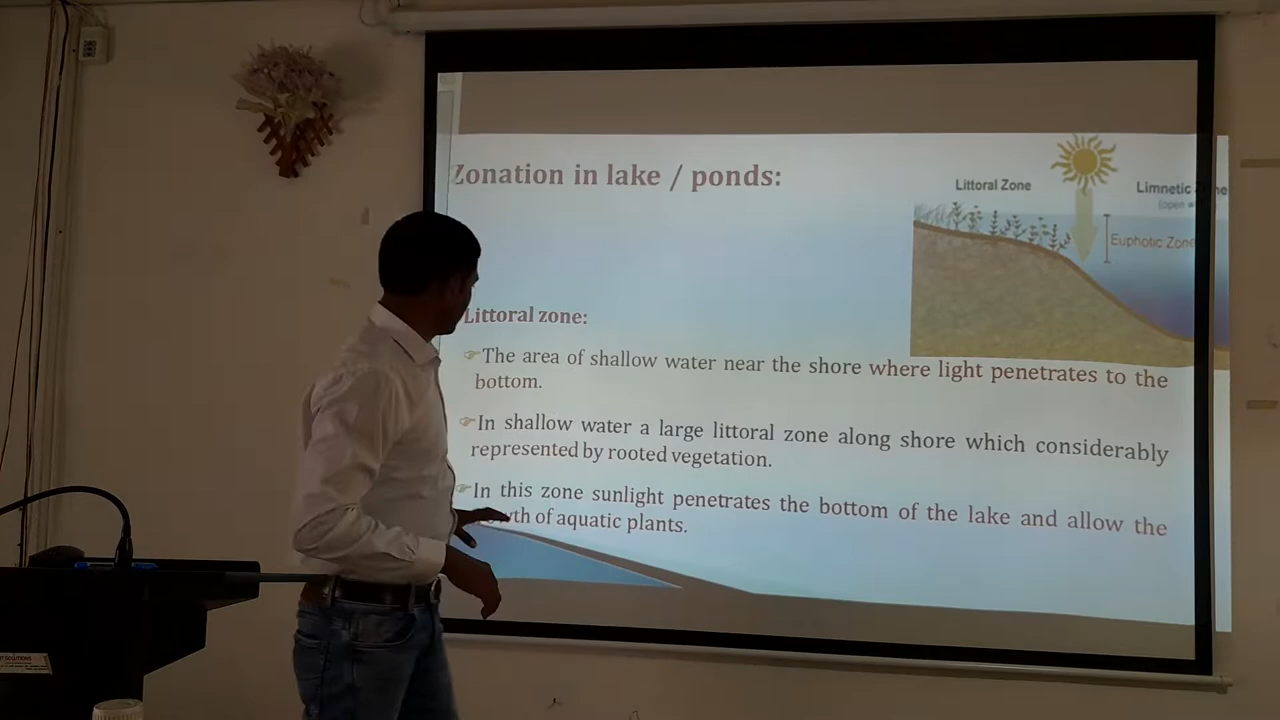 Zonation in lake / ponds:
Littoral Zone
Limnetic
Euphotic Zone
Littoral zone:
☞The area of shallow water near the shore where light penetrates to the
bottom.
☞In shallow water a large littoral zone along shore which considerably
represented by rooted vegetation.
☞In this zone sunlight penetrates the bottom of the lake and allow the
of aquatic plants.